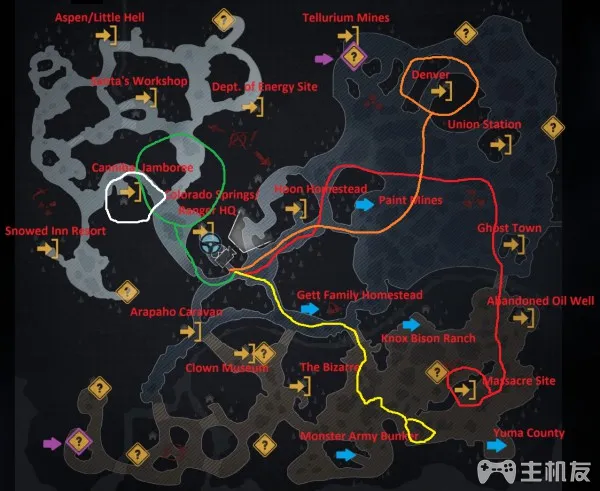 Aspen/Little Hell
Tellurium Mines
Denver
Santa's Workshop
Dept. of Energy Site
Union Station
Cannibal Jamboree
Colorado Springs/
Ranger HQ
Hoon Homestead
Paint Mines
Snowed Inn Resort
Ghost Town
Gett Family Homestead
Abandoned Oil Well
Arapaho Caravan
Knox Bison Ranch
Clown Museum
The Bizarre
Massacre Site
Monster Army Bunker
Yuma County
主机友